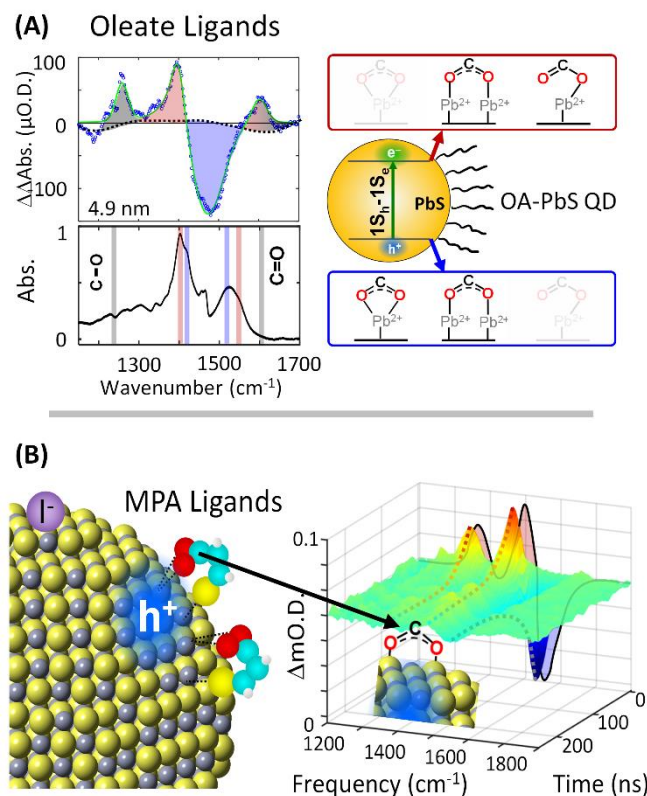 (A) Oleate Ligands
ΔΔAbs. (μO.D.)
100
0
100
4.9 nm
Abs.
1
0
C−O
C=O
1300 1500 1700
Wavenumber (cm⁻¹)
C C C
O O O O O O
Pb²⁺ Pb²⁺ Pb²⁺ Pb²⁺
e⁻
1Sₕ-1Sₑ
PbS
h⁺
OA-PbS QD
C C C
O O O O O O
Pb²⁺ Pb²⁺ Pb²⁺ Pb²⁺
(B)
I⁻
MPA Ligands
h⁺
0.1
ΔmO.D.
0
C
O O
1200 1400 1600 1800
Frequency (cm⁻¹)
0
100
200
Time (ns)